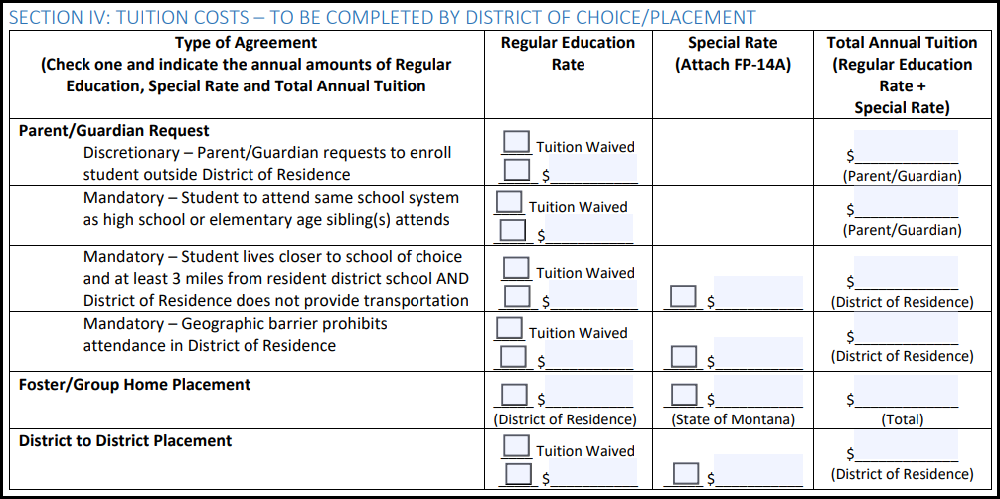 SECTION IV: TUITION COSTS – TO BE COMPLETED BY DISTRICT OF CHOICE/PLACEMENT
Type of Agreement
(Check one and indicate the annual amounts of Regular
Education, Special Rate and Total Annual Tuition
Regular Education
Rate
Special Rate
(Attach FP-14A)
Total Annual Tuition
(Regular Education
Rate +
Special Rate)
Parent/Guardian Request
Discretionary – Parent/Guardian requests to enroll
student outside District of Residence
Tuition Waived
$
$
(Parent/Guardian)
Mandatory – Student to attend same school system
as high school or elementary age sibling(s) attends
Tuition Waived
$
$
(Parent/Guardian)
Mandatory – Student lives closer to school of choice
and at least 3 miles from resident district school AND
District of Residence does not provide transportation
Tuition Waived
$
$
$
(District of Residence)
Mandatory – Geographic barrier prohibits
attendance in District of Residence
Tuition Waived
$
$
$
(District of Residence)
Foster/Group Home Placement
$
(District of Residence)
$
(State of Montana)
$
(Total)
District to District Placement
Tuition Waived
$
$
$
(District of Residence)